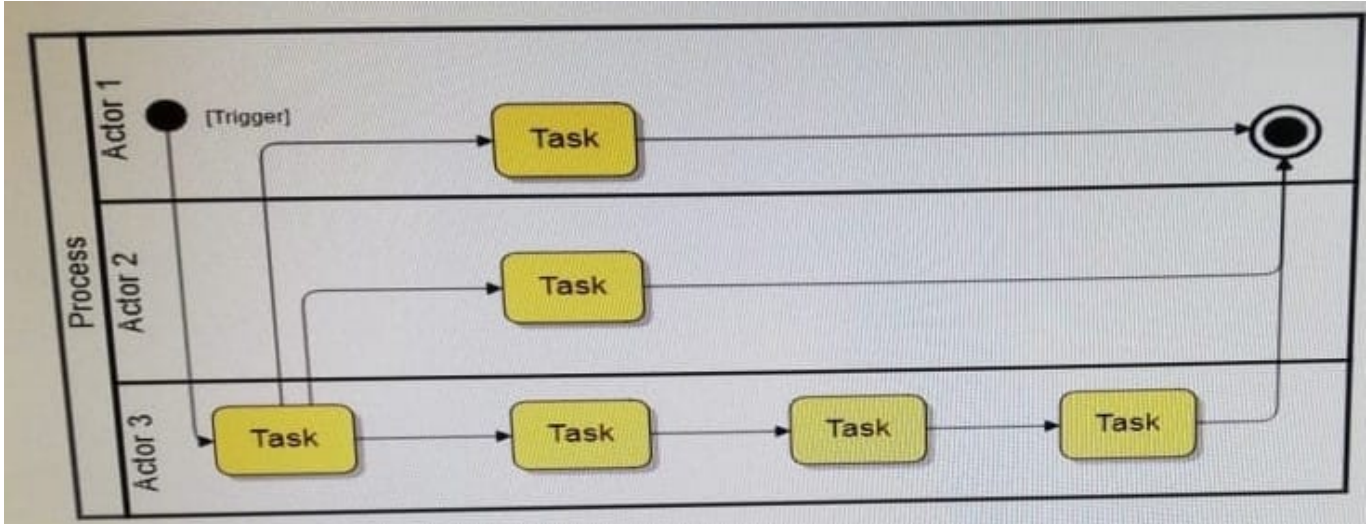 Process
Actor 1
[Trigger]
Task
Actor 2
Task
Actor 3
Task
Task
Task
Task